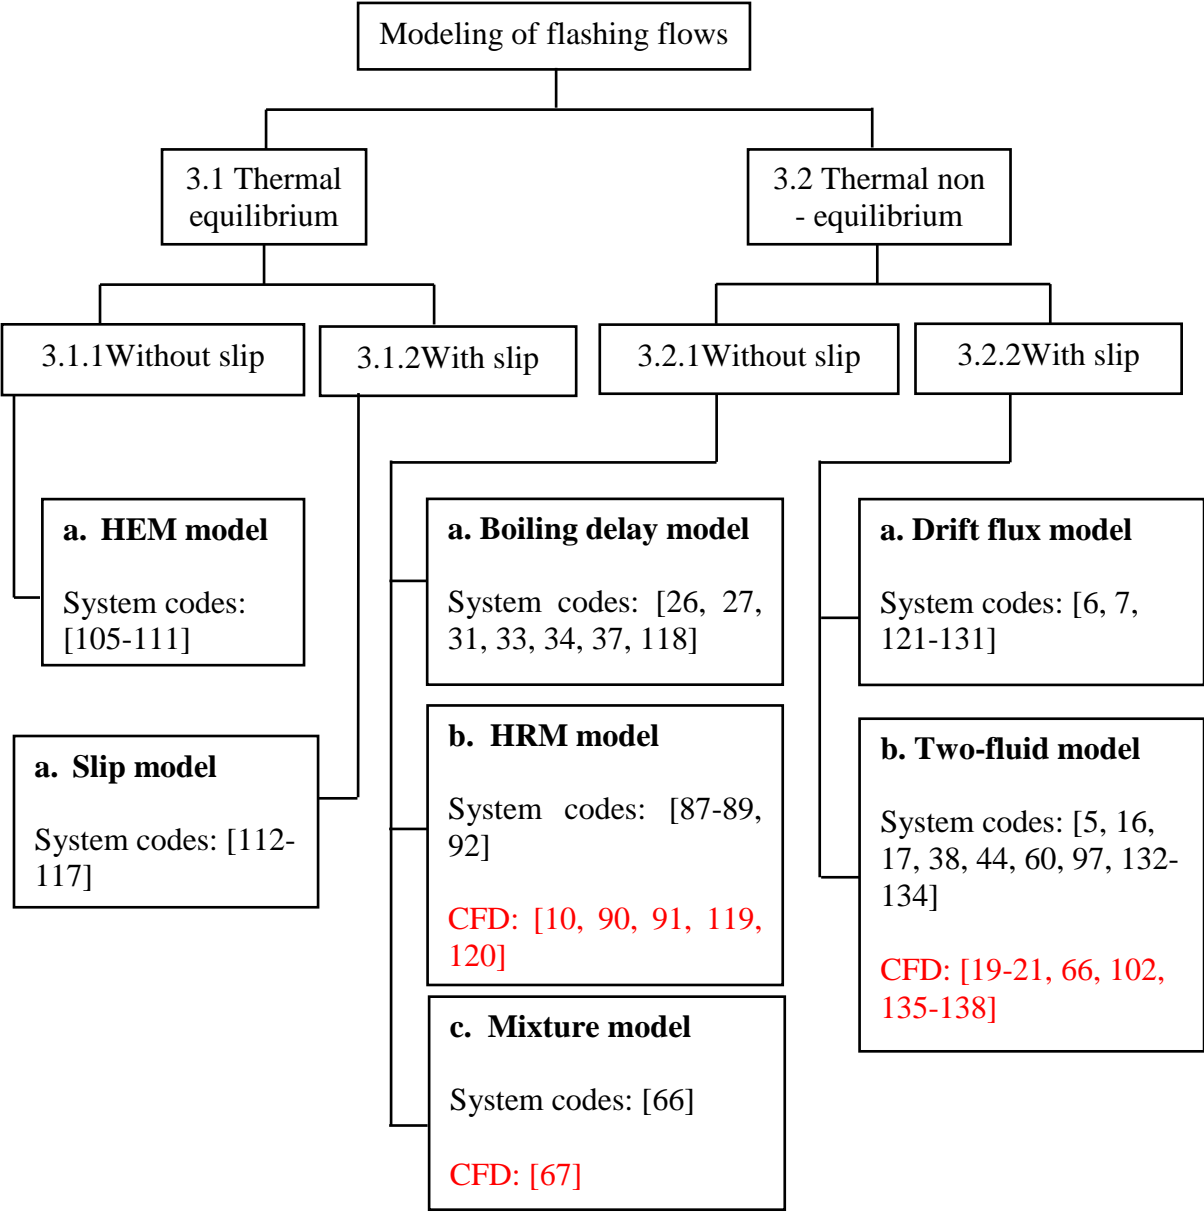 Modeling of flashing flows
3.1 Thermal
equilibrium
3.2 Thermal non
- equilibrium
3.1.1Without slip
3.1.2With slip
3.2.1Without slip
3.2.2With slip
a. HEM model
System codes:
[105-111]
a. Slip model
System codes: [112-
117]
a. Boiling delay model
System codes: [26, 27,
31, 33, 34, 37, 118]
b. HRM model
System codes: [87-89,
92]
CFD: [10, 90, 91, 119,
120]
c. Mixture model
System codes: [66]
CFD: [67]
a. Drift flux model
System codes: [6, 7,
121-131]
b. Two-fluid model
System codes: [5, 16,
17, 38, 44, 60, 97, 132-
134]
CFD: [19-21, 66, 102,
135-138]